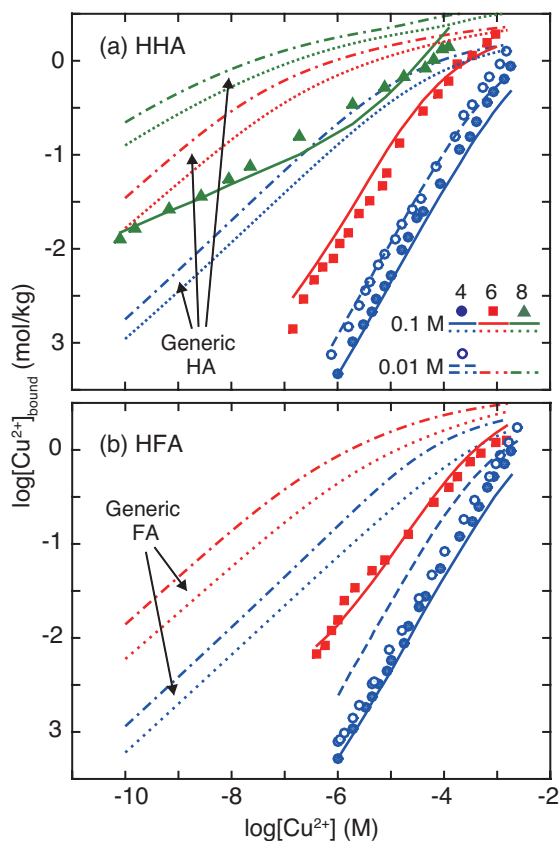 (a) HHA
0
-1
-2
3
Generic
HA
4 6 8
0.1 M
0.01 M
log[Cu²⁺]bound (mol/kg)
(b) HFA
0
-1
-2
3
Generic
FA
-10 -8 -6 -4 -2
log[Cu²⁺] (M)